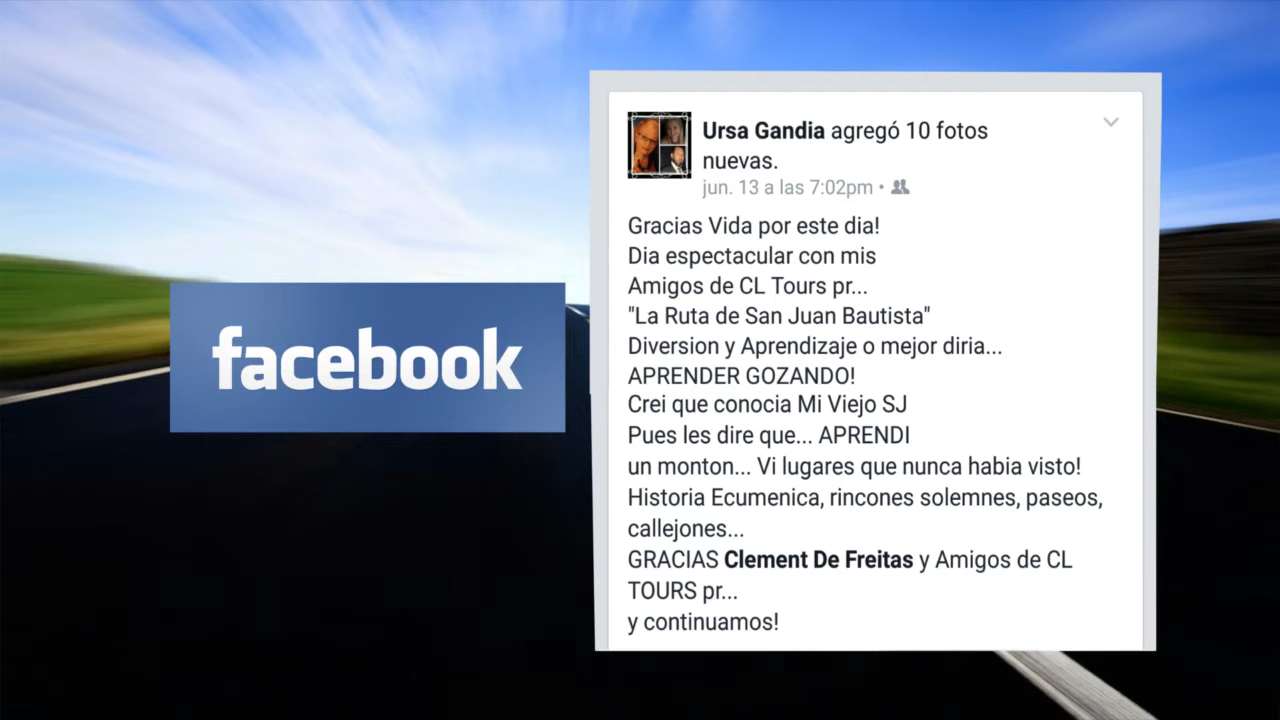 facebook
Ursa Gandia agregó 10 fotos
nuevas.
jun. 13 a las 7:02pm •
Gracias Vida por este dia!
Dia espectacular con mis
Amigos de CL Tours pr...
"La Ruta de San Juan Bautista"
Diversion y Aprendizaje o mejor diria...
APRENDER GOZANDO!
Crei que conocia Mi Viejo SJ
Pues les dire que... APRENDI
un monton... Vi lugares que nunca habia visto!
Historia Ecumenica, rincones solemnes, paseos,
callejones...
GRACIAS Clement De Freitas y Amigos de CL
TOURS pr...
y continuamos!